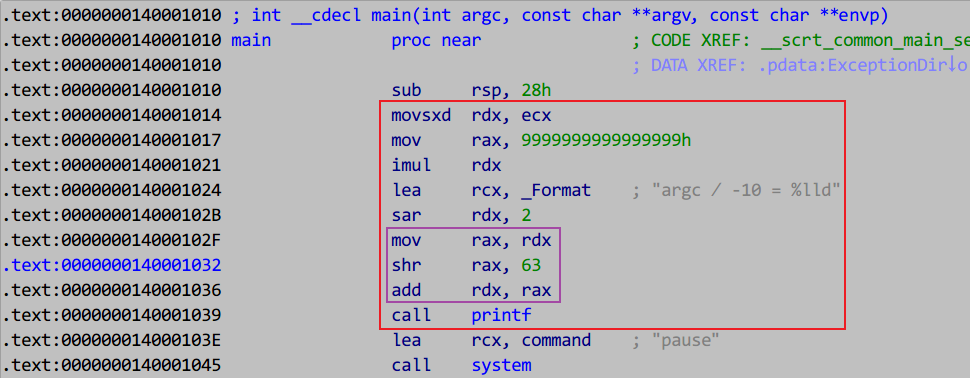 .text:0000000140001010 ; int __cdecl main(int argc, const char **argv, const char **envp)
.text:0000000140001010 main proc near ; CODE XREF: __scrt_common_main_se
.text:0000000140001010 ; DATA XREF: .pdata:ExceptionDir↓o
.text:0000000140001010 sub rsp, 28h
.text:0000000140001014 movsxd rdx, ecx
.text:0000000140001017 mov rax, 9999999999999999h
.text:0000000140001021 imul rdx
.text:0000000140001024 lea rcx, _Format ; "argc / -10 = %lld"
.text:000000014000102B sar rdx, 2
.text:000000014000102F mov rax, rdx
.text:0000000140001032 shr rax, 63
.text:0000000140001036 add rdx, rax
.text:0000000140001039 call printf
.text:000000014000103E lea rcx, command ; "pause"
.text:0000000140001045 call system